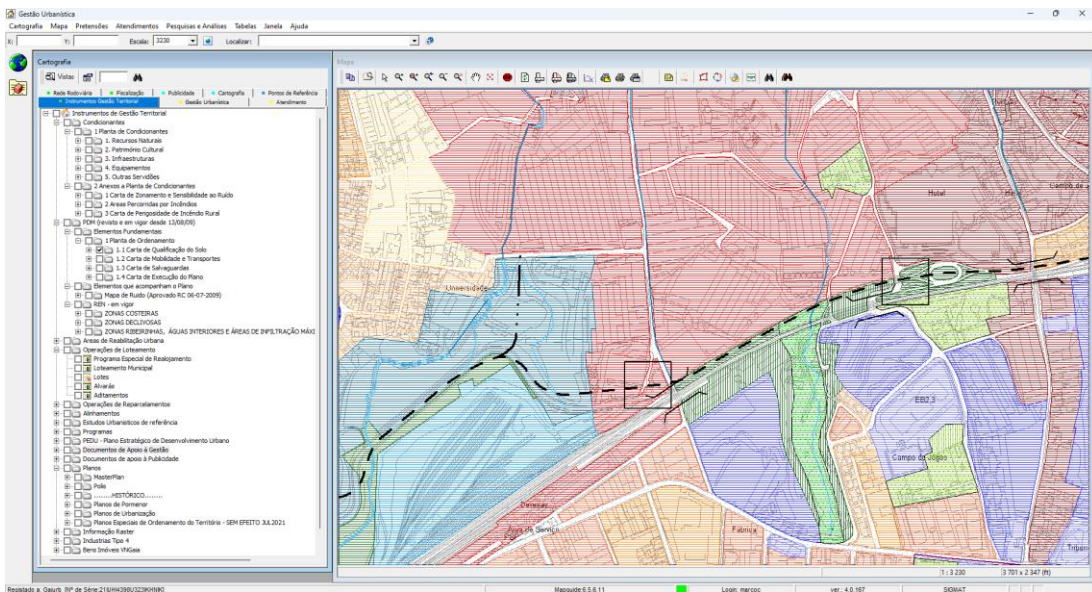 Gestão Urbanística
Cartografia Mapa Pretensões Atendimentos Pesquisas e Análises Tabelas Janela Ajuda
X: Y: Escala: 3230 Localizar:
Cartografia
Vistas
Rede Rodoviária Fiscalização Publicidade Cartografia Pontos de Referência
Instrumentos Gestão Territorial Gestão Urbanística Atendimento
Instrumentos de Gestão Territorial
Condicionantes
1 Planta de Condicionantes
1. Recursos Naturais
2. Património Cultural
3. Infraestruturas
4. Equipamentos
5. Outras Servidões
2 Anexos a Planta de Condicionantes
1 Carta de Zonamento e Sensibilidade ao Ruído
2 Areas Percorridas por Incêndios
3 Carta de Perigosidade de Incêndio Rural
PDM (revisto e em vigor desde 13/08/09)
Elementos Fundamentais
1 Planta de Ordenamento
1.1 Carta de Qualificação do Solo
1.2 Carta de Mobilidade e Transportes
1.3 Carta de Salvaguardas
1.4 Carta de Execução do Plano
Elementos que acompanham o Plano
Mapa de Ruido (Aprovado RC 06-07-2009)
REN - em vigor
ZONAS COSTEIRAS
ZONAS DECLIVOSAS
ZONAS RIBEIRINHAS, ÁGUAS INTERIORES E ÁREAS DE INFILTRAÇÃO MÁXI
Areas de Reabilitação Urbana
Operações de Loteamento
Programa Especial de Realojamento
Loteamento Municipal
Lotes
Alvarás
Aditamentos
Operações de Reparcelamentos
Alinhamentos
Estudos Urbanisticos de referência
Programas
PEDU - Plano Estratégico de Desenvolvimento Urbano
Documentos de Apoio à Gestão
Documentos de apoio à Publicidade
Planos
MasterPlan
Polis
........HISTÓRICO.......
Planos de Pormenor
Planos de Urbanização
Planos Especiais de Ordenamento do Território - SEM EFEITO JUL2021
Informação Raster
Industrias Tipo 4
Bens Imóveis VNGaia
Mapa
Hotel
Campo de
Universidade
EB2,3
Campo de Jogos
Devesas
Área de Serviço
Fábrica
1 : 3 230 3 701 x 2 347 (ft)
Mapguide:6.5.6.11 Login: marcoc ver.: 4.0.167 SIGMAT